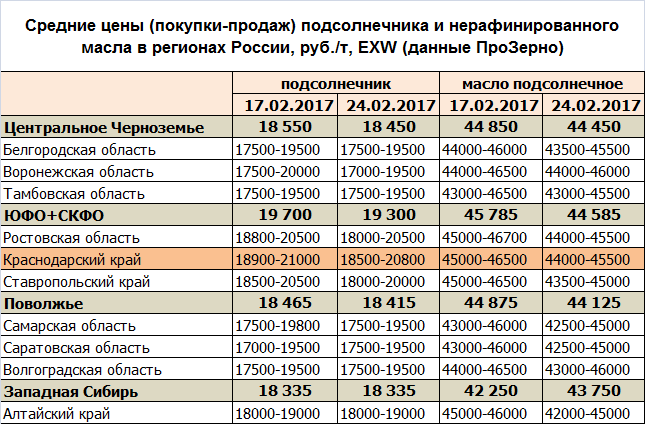 Средние цены (покупки-продаж) подсолнечника и нерафинированного
масла в регионах России, руб./т, EXW (данные ПроЗерно)
подсолнечник масло подсолнечное
17.02.2017 24.02.2017 17.02.2017 24.02.2017
Центральное Черноземье 18 550 18 450 44 850 44 450
Белгородская область 17500-19500 17500-19500 44000-46000 43500-45500
Воронежская область 17500-20000 17000-19500 44000-46500 44000-46000
Тамбовская область 17500-19500 17500-19500 43000-46500 43000-45500
ЮФО+СКФО 19 700 19 300 45 785 44 585
Ростовская область 18800-20500 18000-20500 45000-46700 44000-45500
Краснодарский край 18900-21000 18500-20800 45000-46500 44000-45500
Ставропольский край 18500-20500 18000-20000 45000-46500 43500-45000
Поволжье 18 465 18 415 44 875 44 125
Самарская область 17500-19800 17500-19500 43000-46000 42500-45000
Саратовская область 17000-19500 17500-19500 43000-46000 42500-45000
Волгоградская область 17500-19500 17500-19500 44000-46500 43000-46000
Западная Сибирь 18 335 18 335 42 250 43 750
Алтайский край 18000-19000 18000-19000 45000-46000 42000-45000